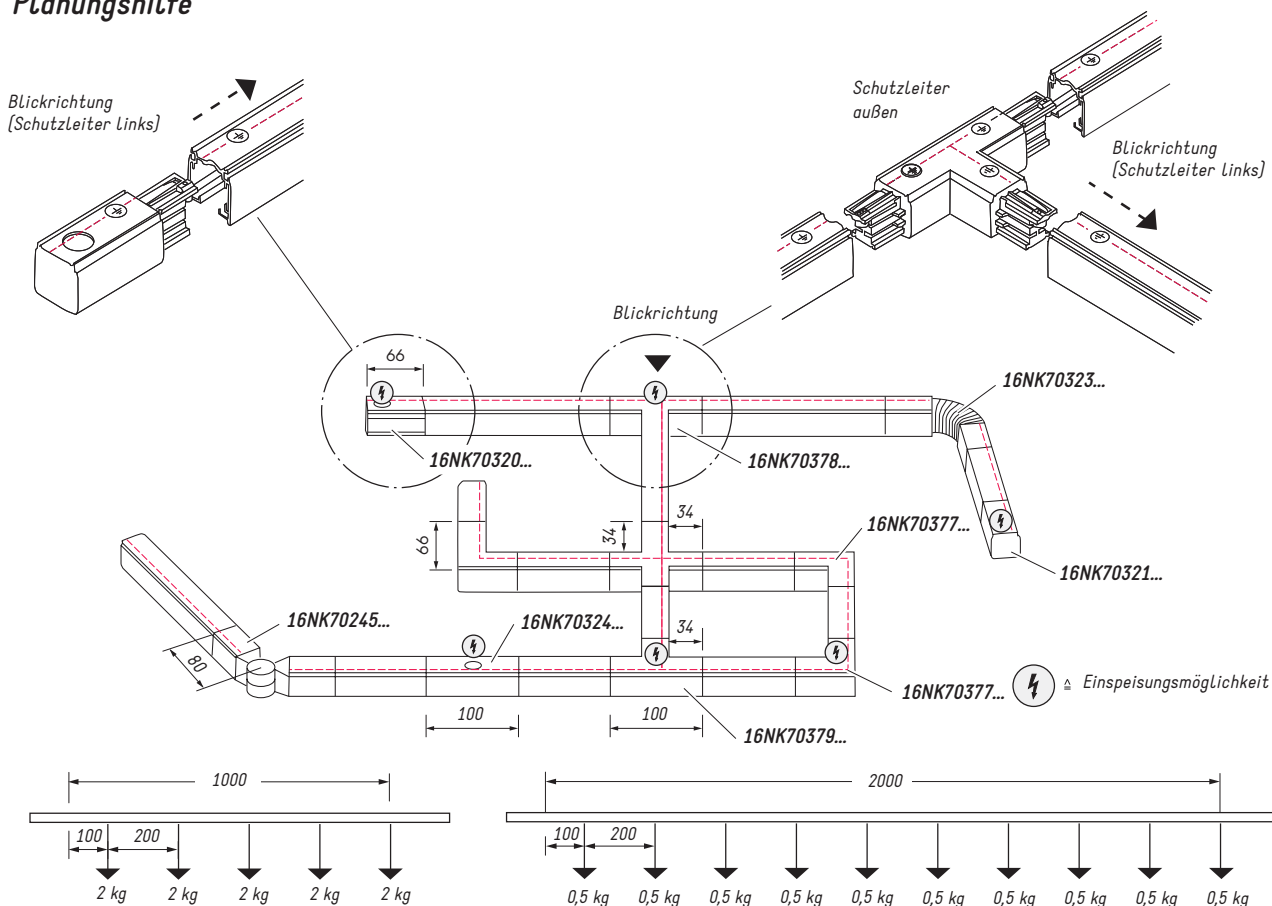 Planungshilfe
Blickrichtung
(Schutzleiter links)
Schutzleiter
außen
Blickrichtung
(Schutzleiter links)
Blickrichtung
66
16NK70323...
16NK70320...
16NK70378...
34
34
66
16NK70377...
16NK70321...
16NK70245...
16NK70324...
34
80
16NK70377...
≙ Einspeisungsmöglichkeit
100
100
16NK70379...
1000
2000
100
200
100
200
2 kg
2 kg
2 kg
2 kg
2 kg
0,5 kg
0,5 kg
0,5 kg
0,5 kg
0,5 kg
0,5 kg
0,5 kg
0,5 kg
0,5 kg
0,5 kg